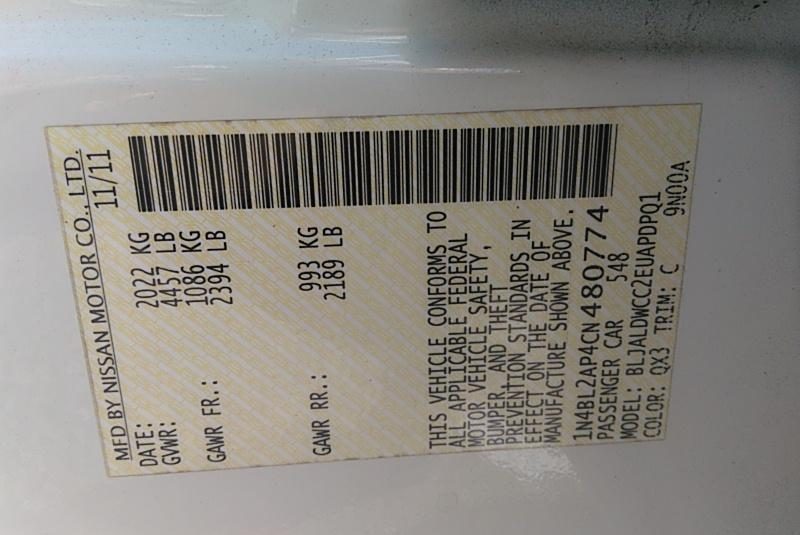 MFD BY NISSAN MOTOR CO., LTD.
DATE: 11/11
GVWR: 2022 KG
4457 LB
GAWR FR.: 1086 KG
2394 LB
GAWR RR.: 993 KG
2189 LB
THIS VEHICLE CONFORMS TO
ALL APPLICABLE FEDERAL
MOTOR VEHICLE SAFETY,
BUMPER, AND THEFT
PREVENTION STANDARDS IN
EFFECT ON THE DATE OF
MANUFACTURE SHOWN ABOVE.
1N4BL2AP4CN480774
PASSENGER CAR 548
MODEL: BLJALDWCC2EUAPDPQ1
COLOR: QX3 TRIM: C 9N00A